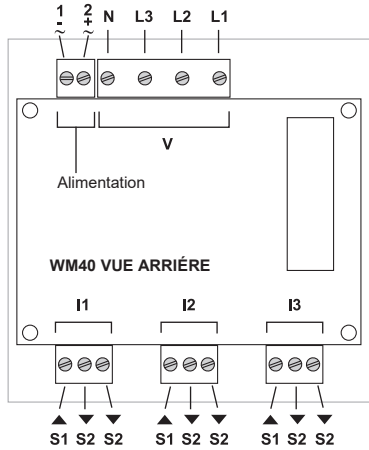 1 2 N L3 L2 L1
- +
~ ~
V
Alimentation
WM40 VUE ARRIÉRE
I1 I2 I3
S1 S2 S2 S1 S2 S2 S1 S2 S2